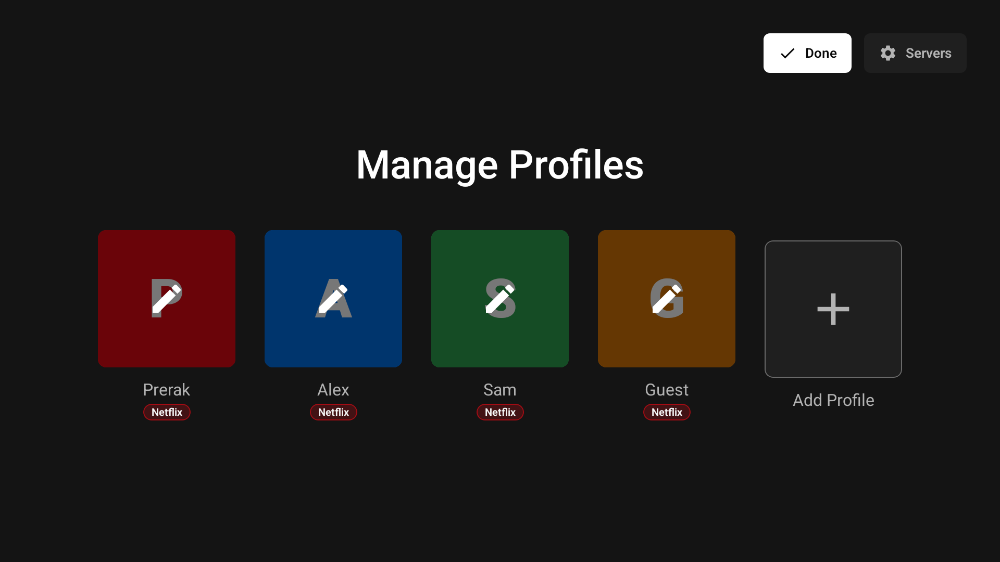 Done
Servers
Manage Profiles
P
A
S
G
Prerak
Alex
Sam
Guest
Add Profile
Netflix
Netflix
Netflix
Netflix